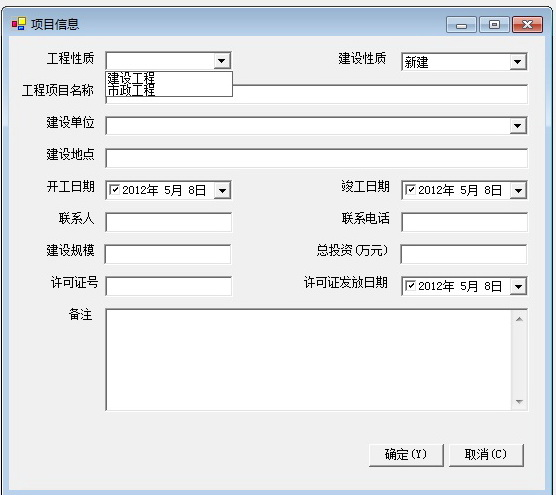 项目信息
工程性质
建设性质 新建
建设工程
市政工程
工程项目名称
建设单位
建设地点
开工日期 2012年 5月 8日 竣工日期 2012年 5月 8日
联系人 联系电话
建设规模 总投资(万元)
许可证号 许可证发放日期 2012年 5月 8日
备注
确定(Y) 取消(C)